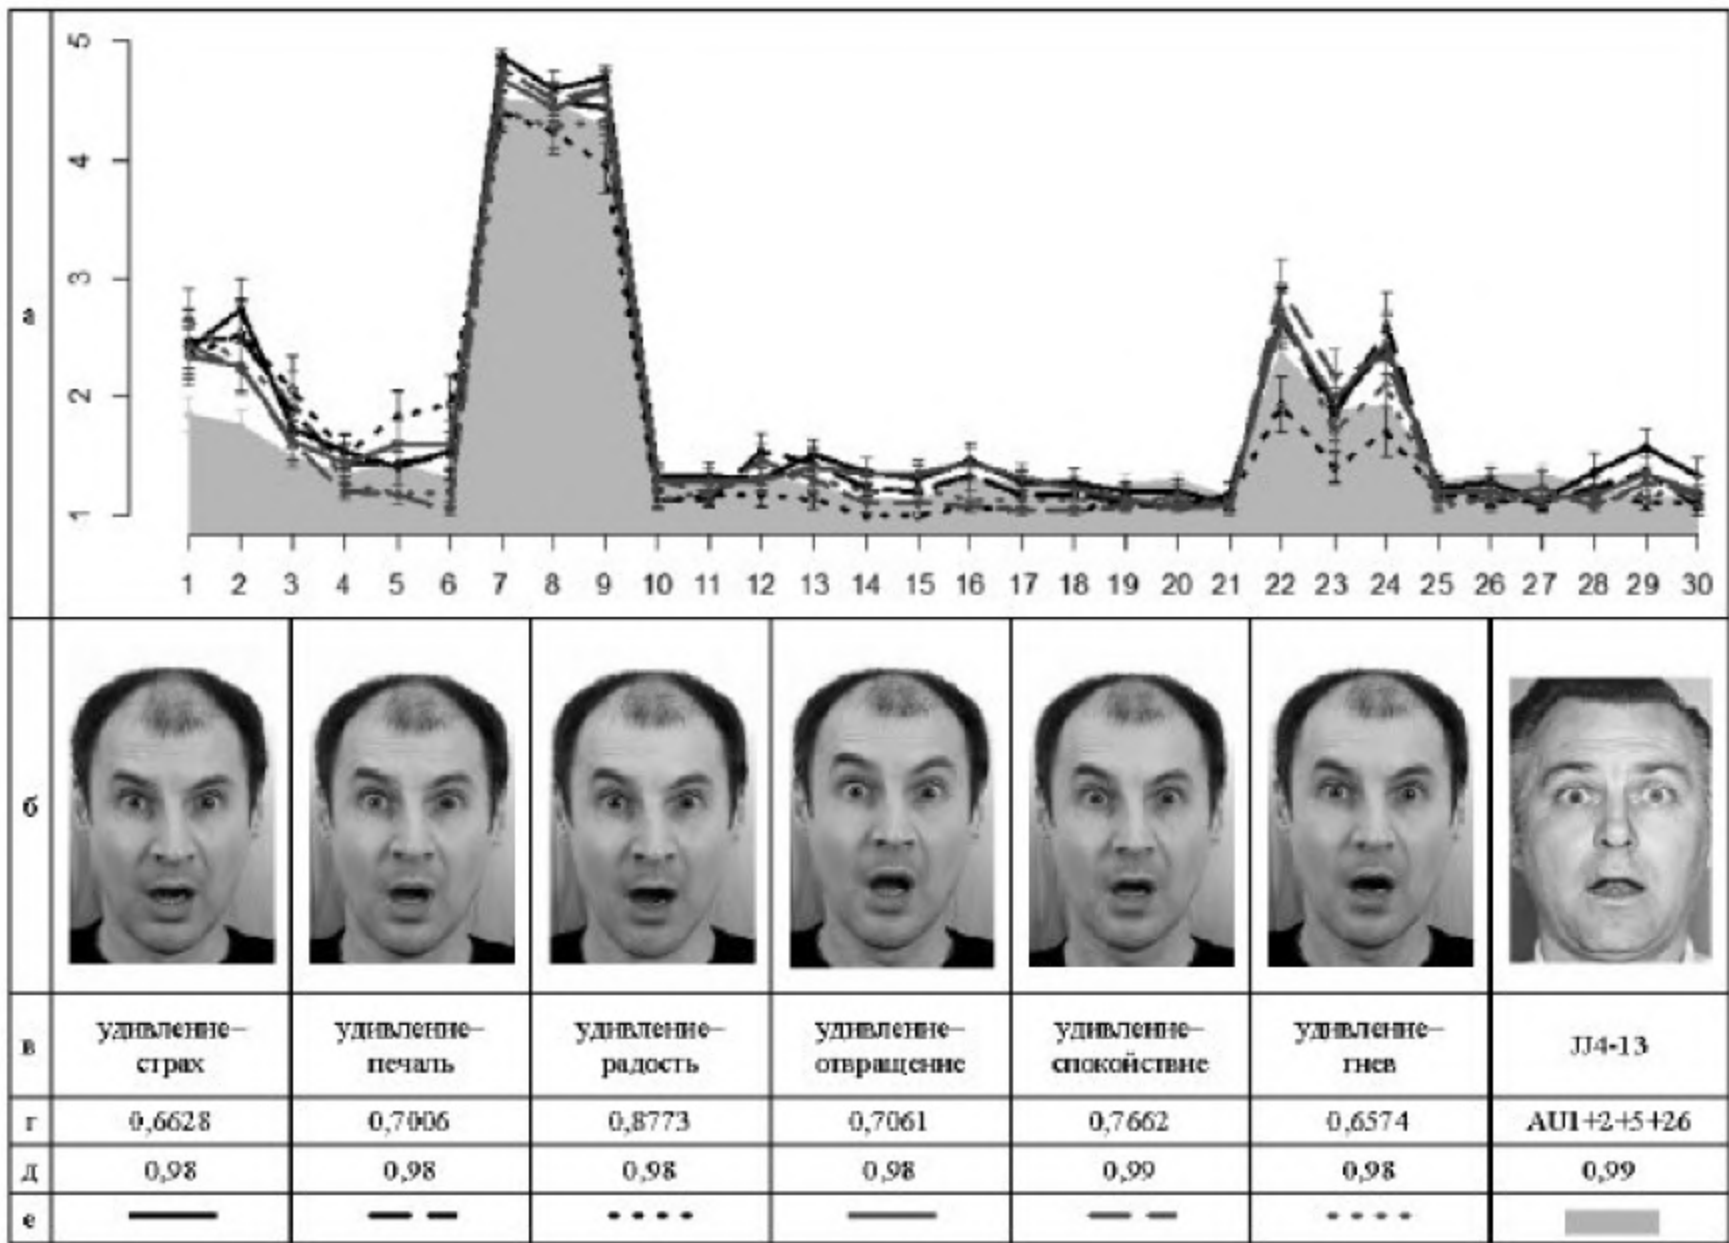 5
4
3
2
1
а
1 2 3 4 5 6 7 8 9 10 11 12 13 14 15 16 17 18 19 20 21 22 23 24 25 26 27 28 29 30
б
в
удивление– удивление– удивление– удивление– удивление– удивление– JJ4-13
страх печаль радость отвращение спокойствие гнев
г 0,6628 0,7006 0,8773 0,7061 0,7662 0,6574 AU1+2+5+26
д 0,98 0,98 0,98 0,98 0,99 0,98 0,99
е